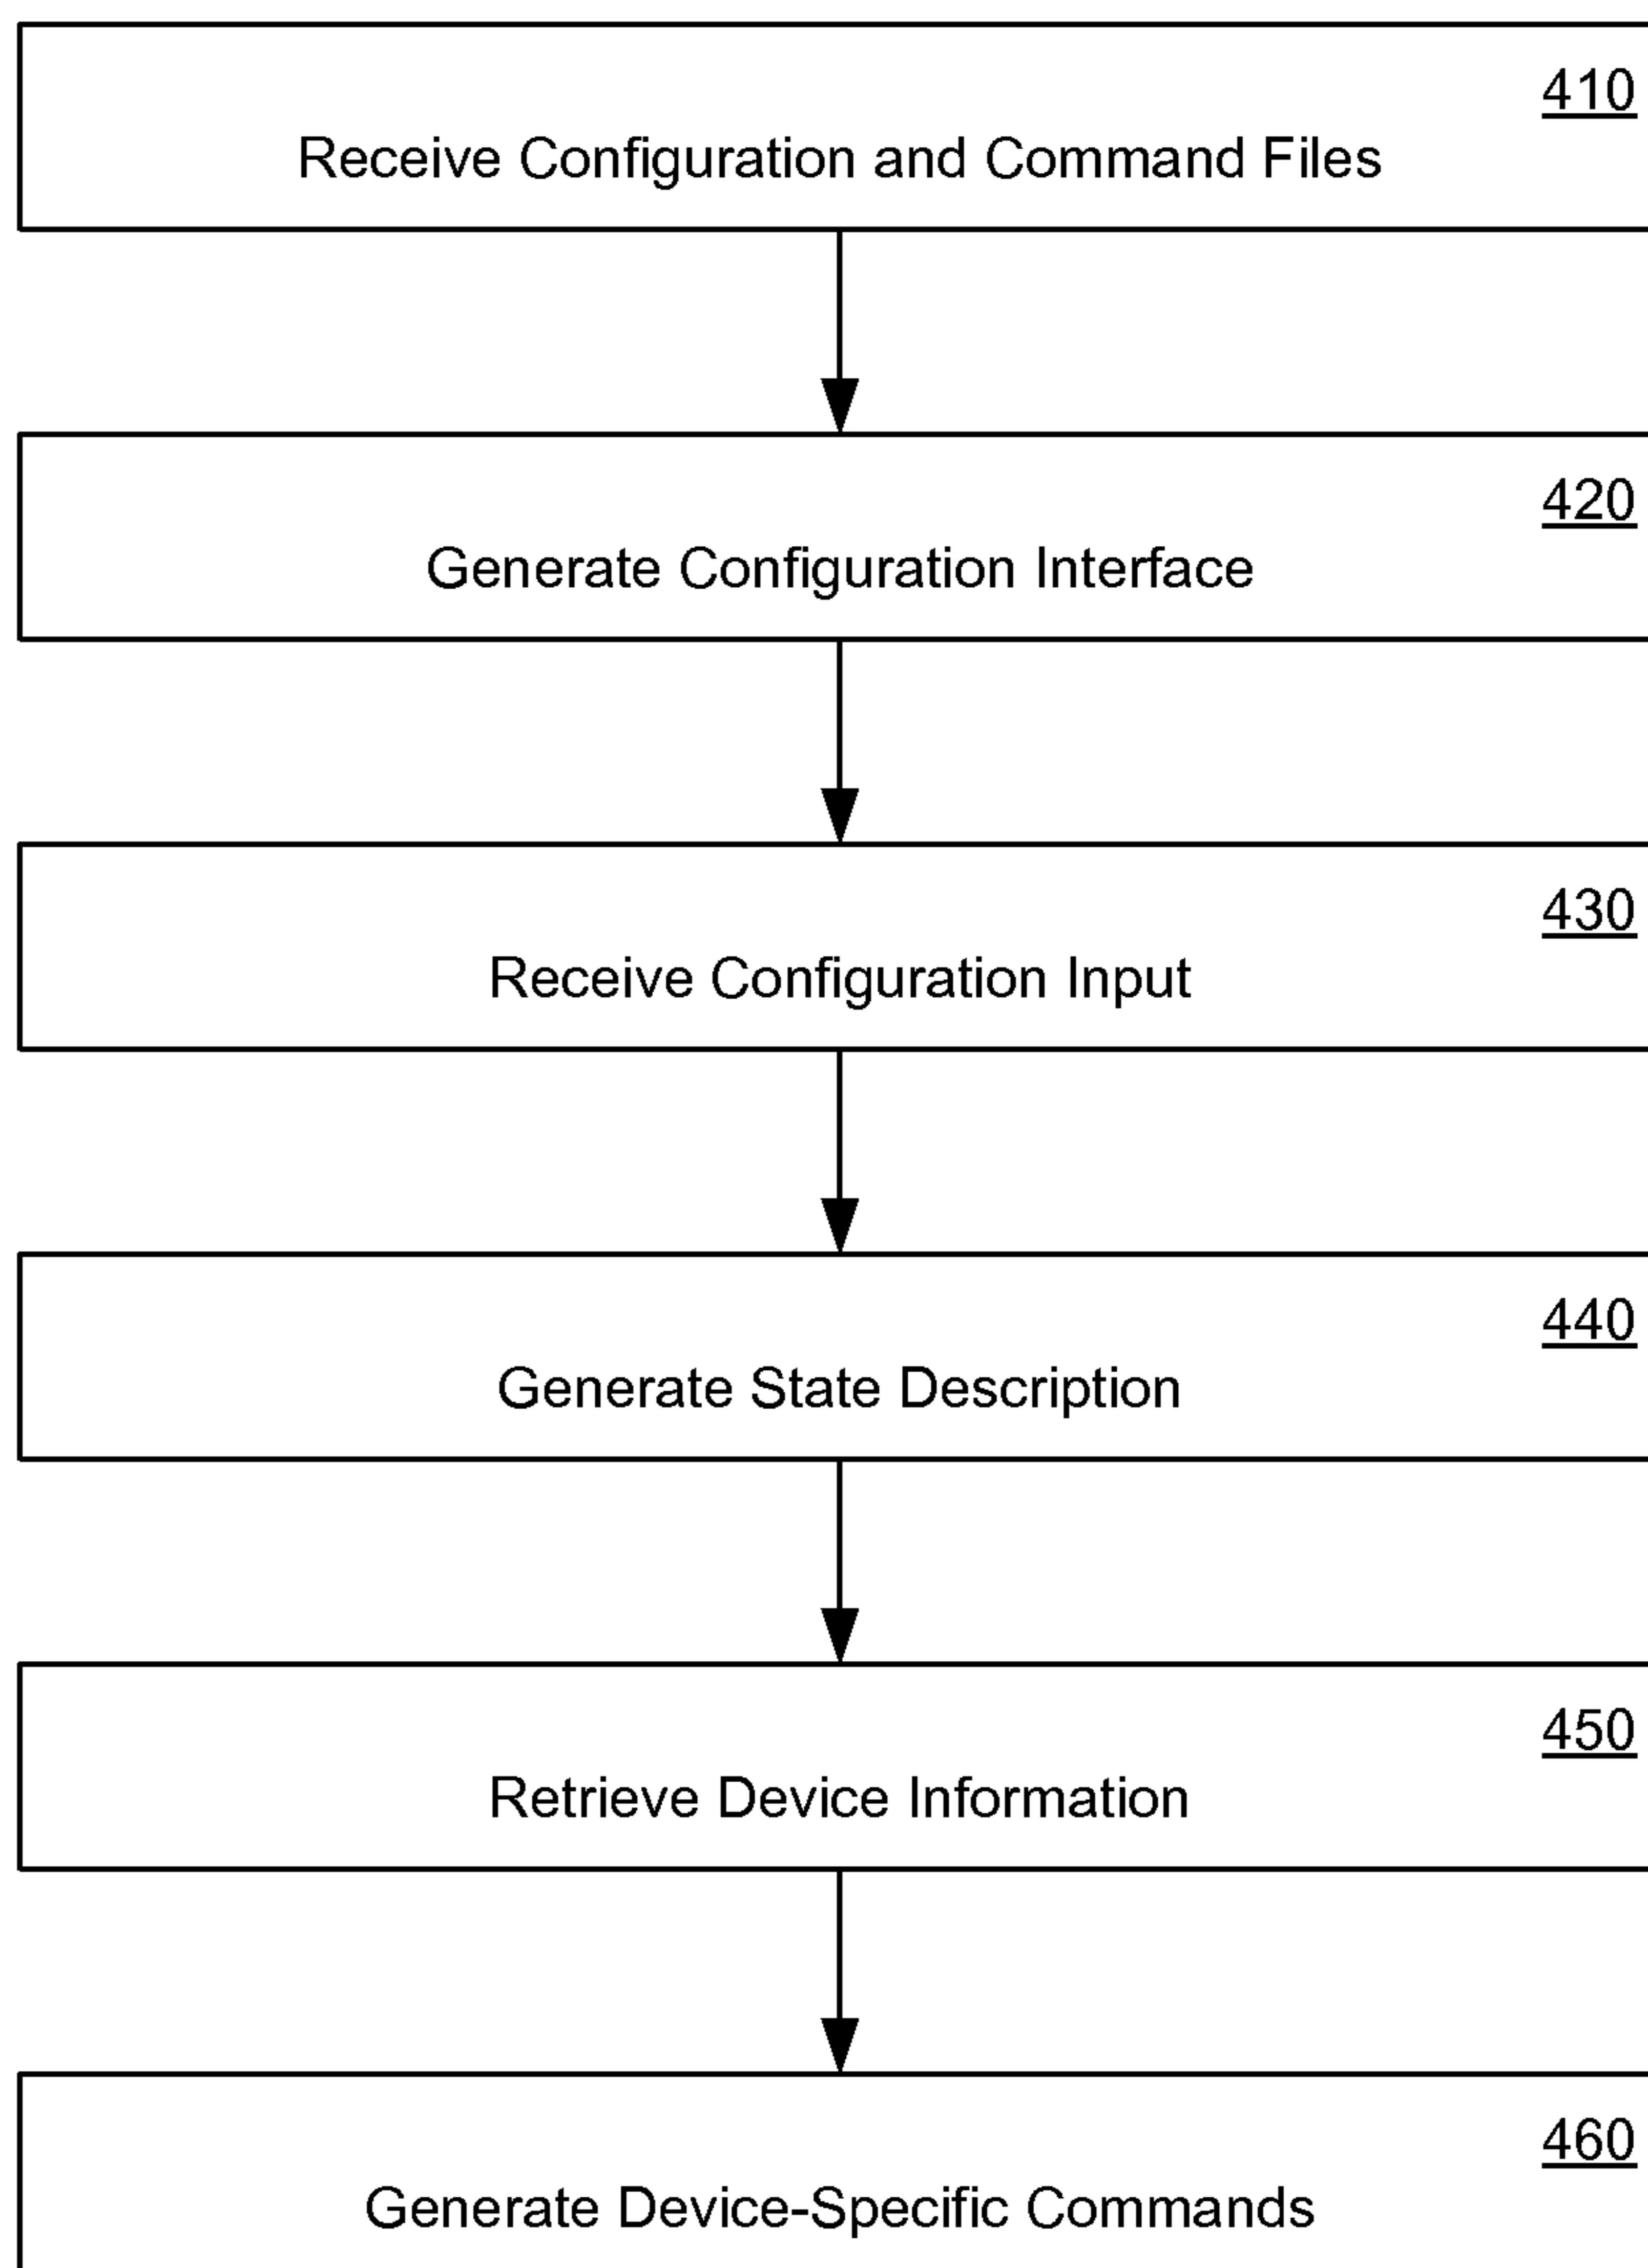 410
Receive Configuration and Command Files
420
Generate Configuration Interface
430
Receive Configuration Input
440
Generate State Description
450
Retrieve Device Information
460
Generate Device-Specific Commands